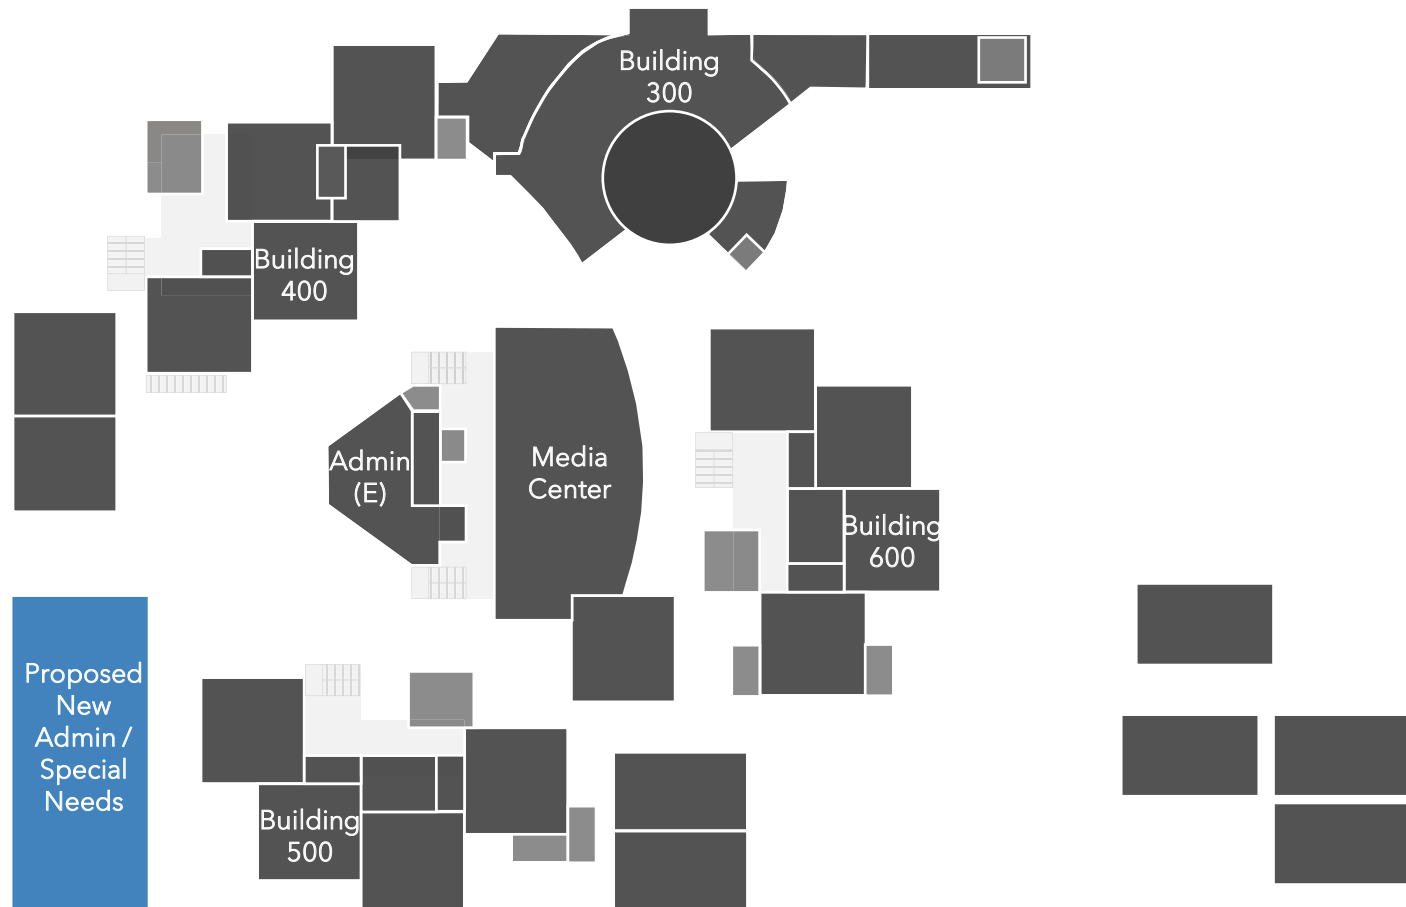 Building
300
Building
400
Admin
(E)
Media
Center
Building
600
Proposed
New
Admin /
Special
Needs
Building
500